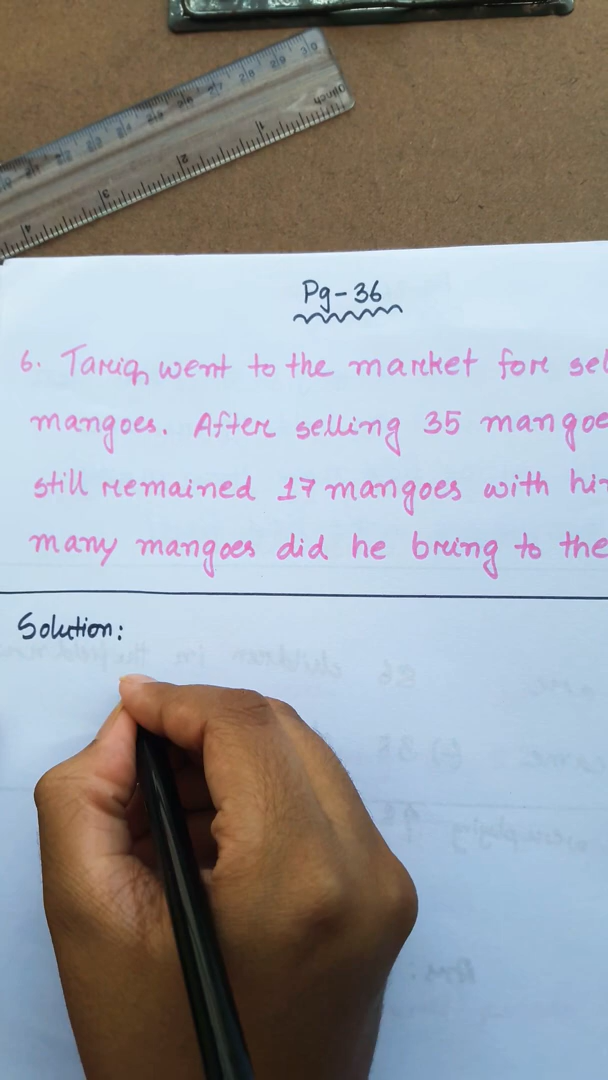 Pg-36
6. Tariq went to the market for sel
mangoes. After selling 35 mangoe
still remained 17 mangoes with hi
many mangoes did he bring to the
Solution: